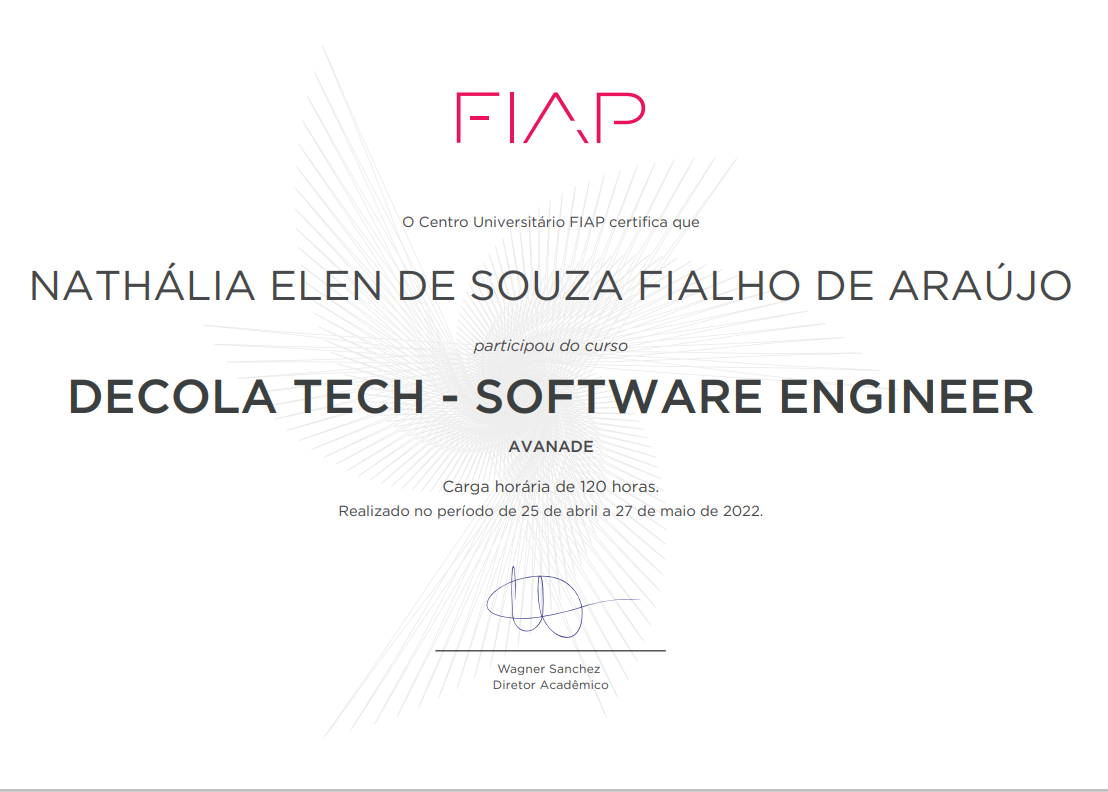 FIAP
O Centro Universitário FIAP certifica que
NATHÁLIA ELEN DE SOUZA FIALHO DE ARAÚJO
participou do curso
DECOLA TECH - SOFTWARE ENGINEER
AVANADE
Carga horária de 120 horas.
Realizado no período de 25 de abril a 27 de maio de 2022.
Wagner Sanchez
Diretor Acadêmico